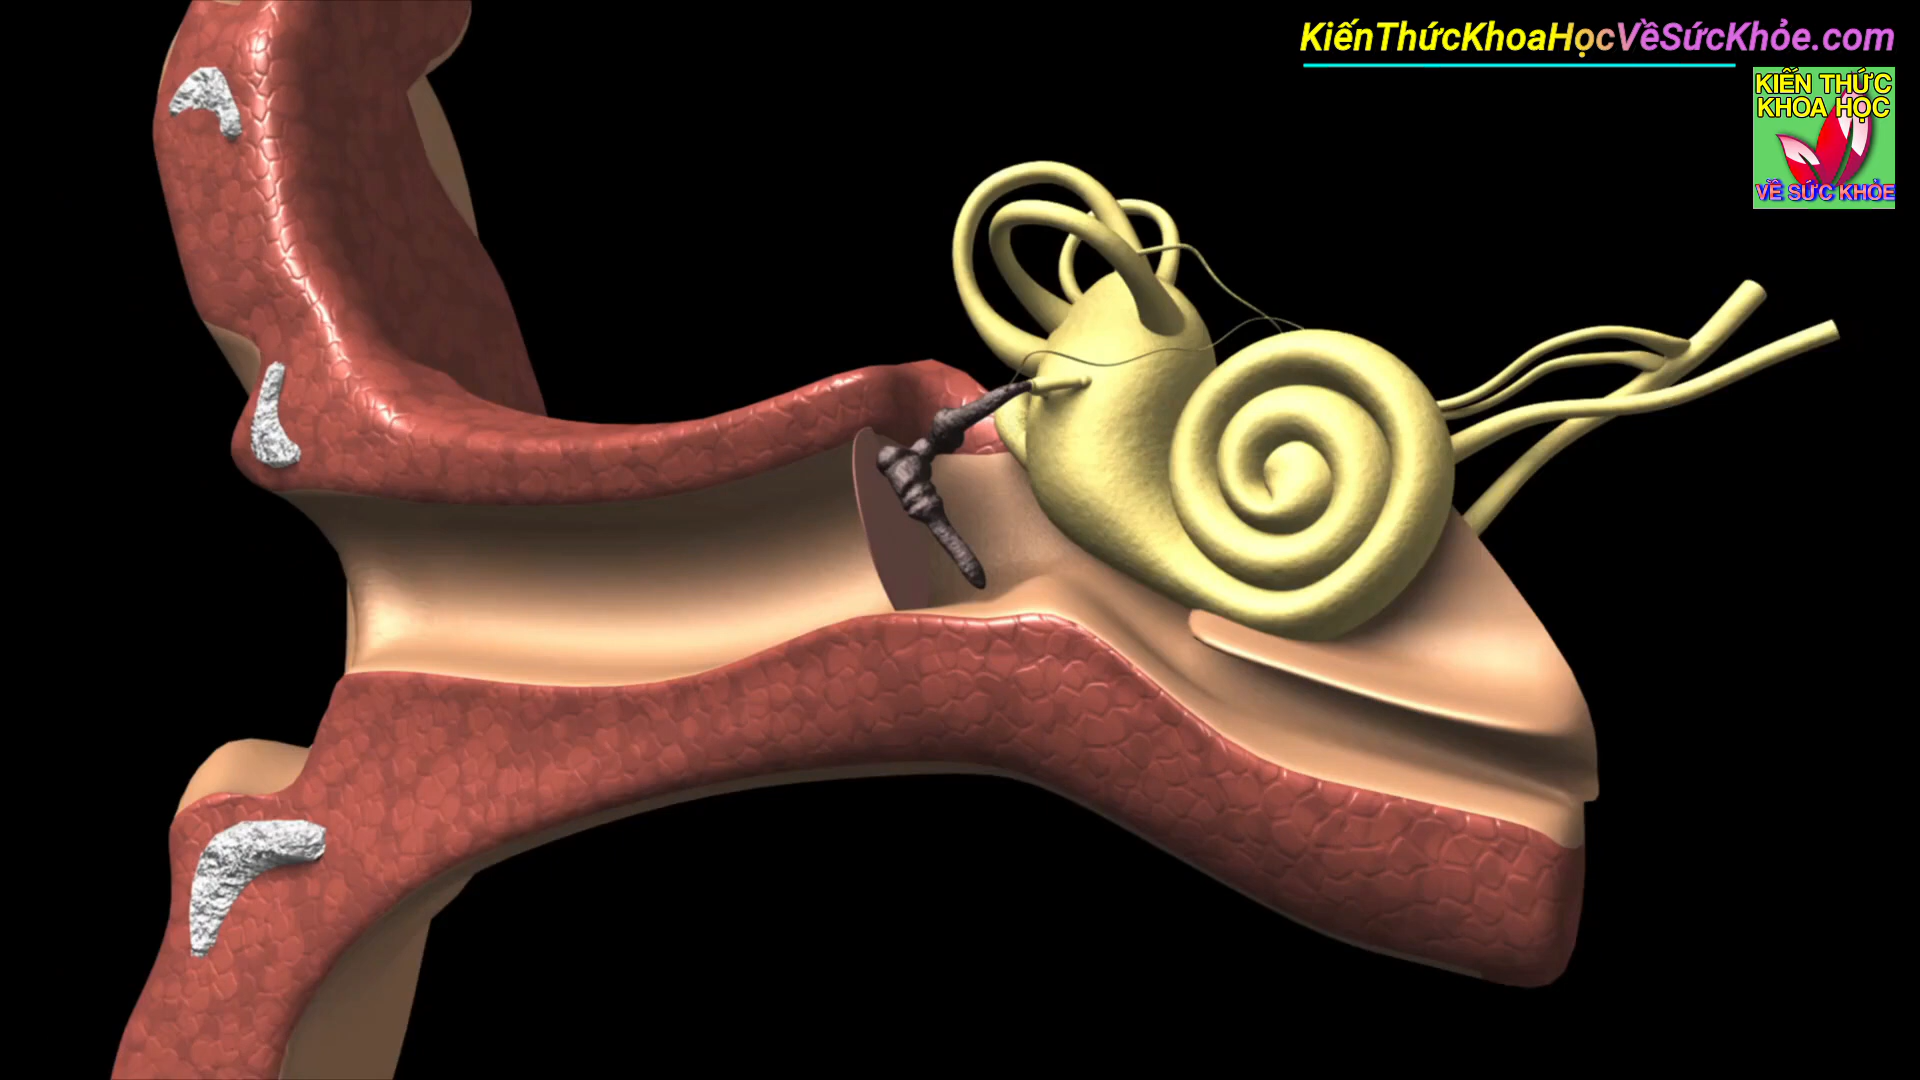 KiếnThứcKhoaHọcVềSứcKhỏe.com
KIẾN THỨC
KHOA HỌC
VỀ SỨC KHỎE